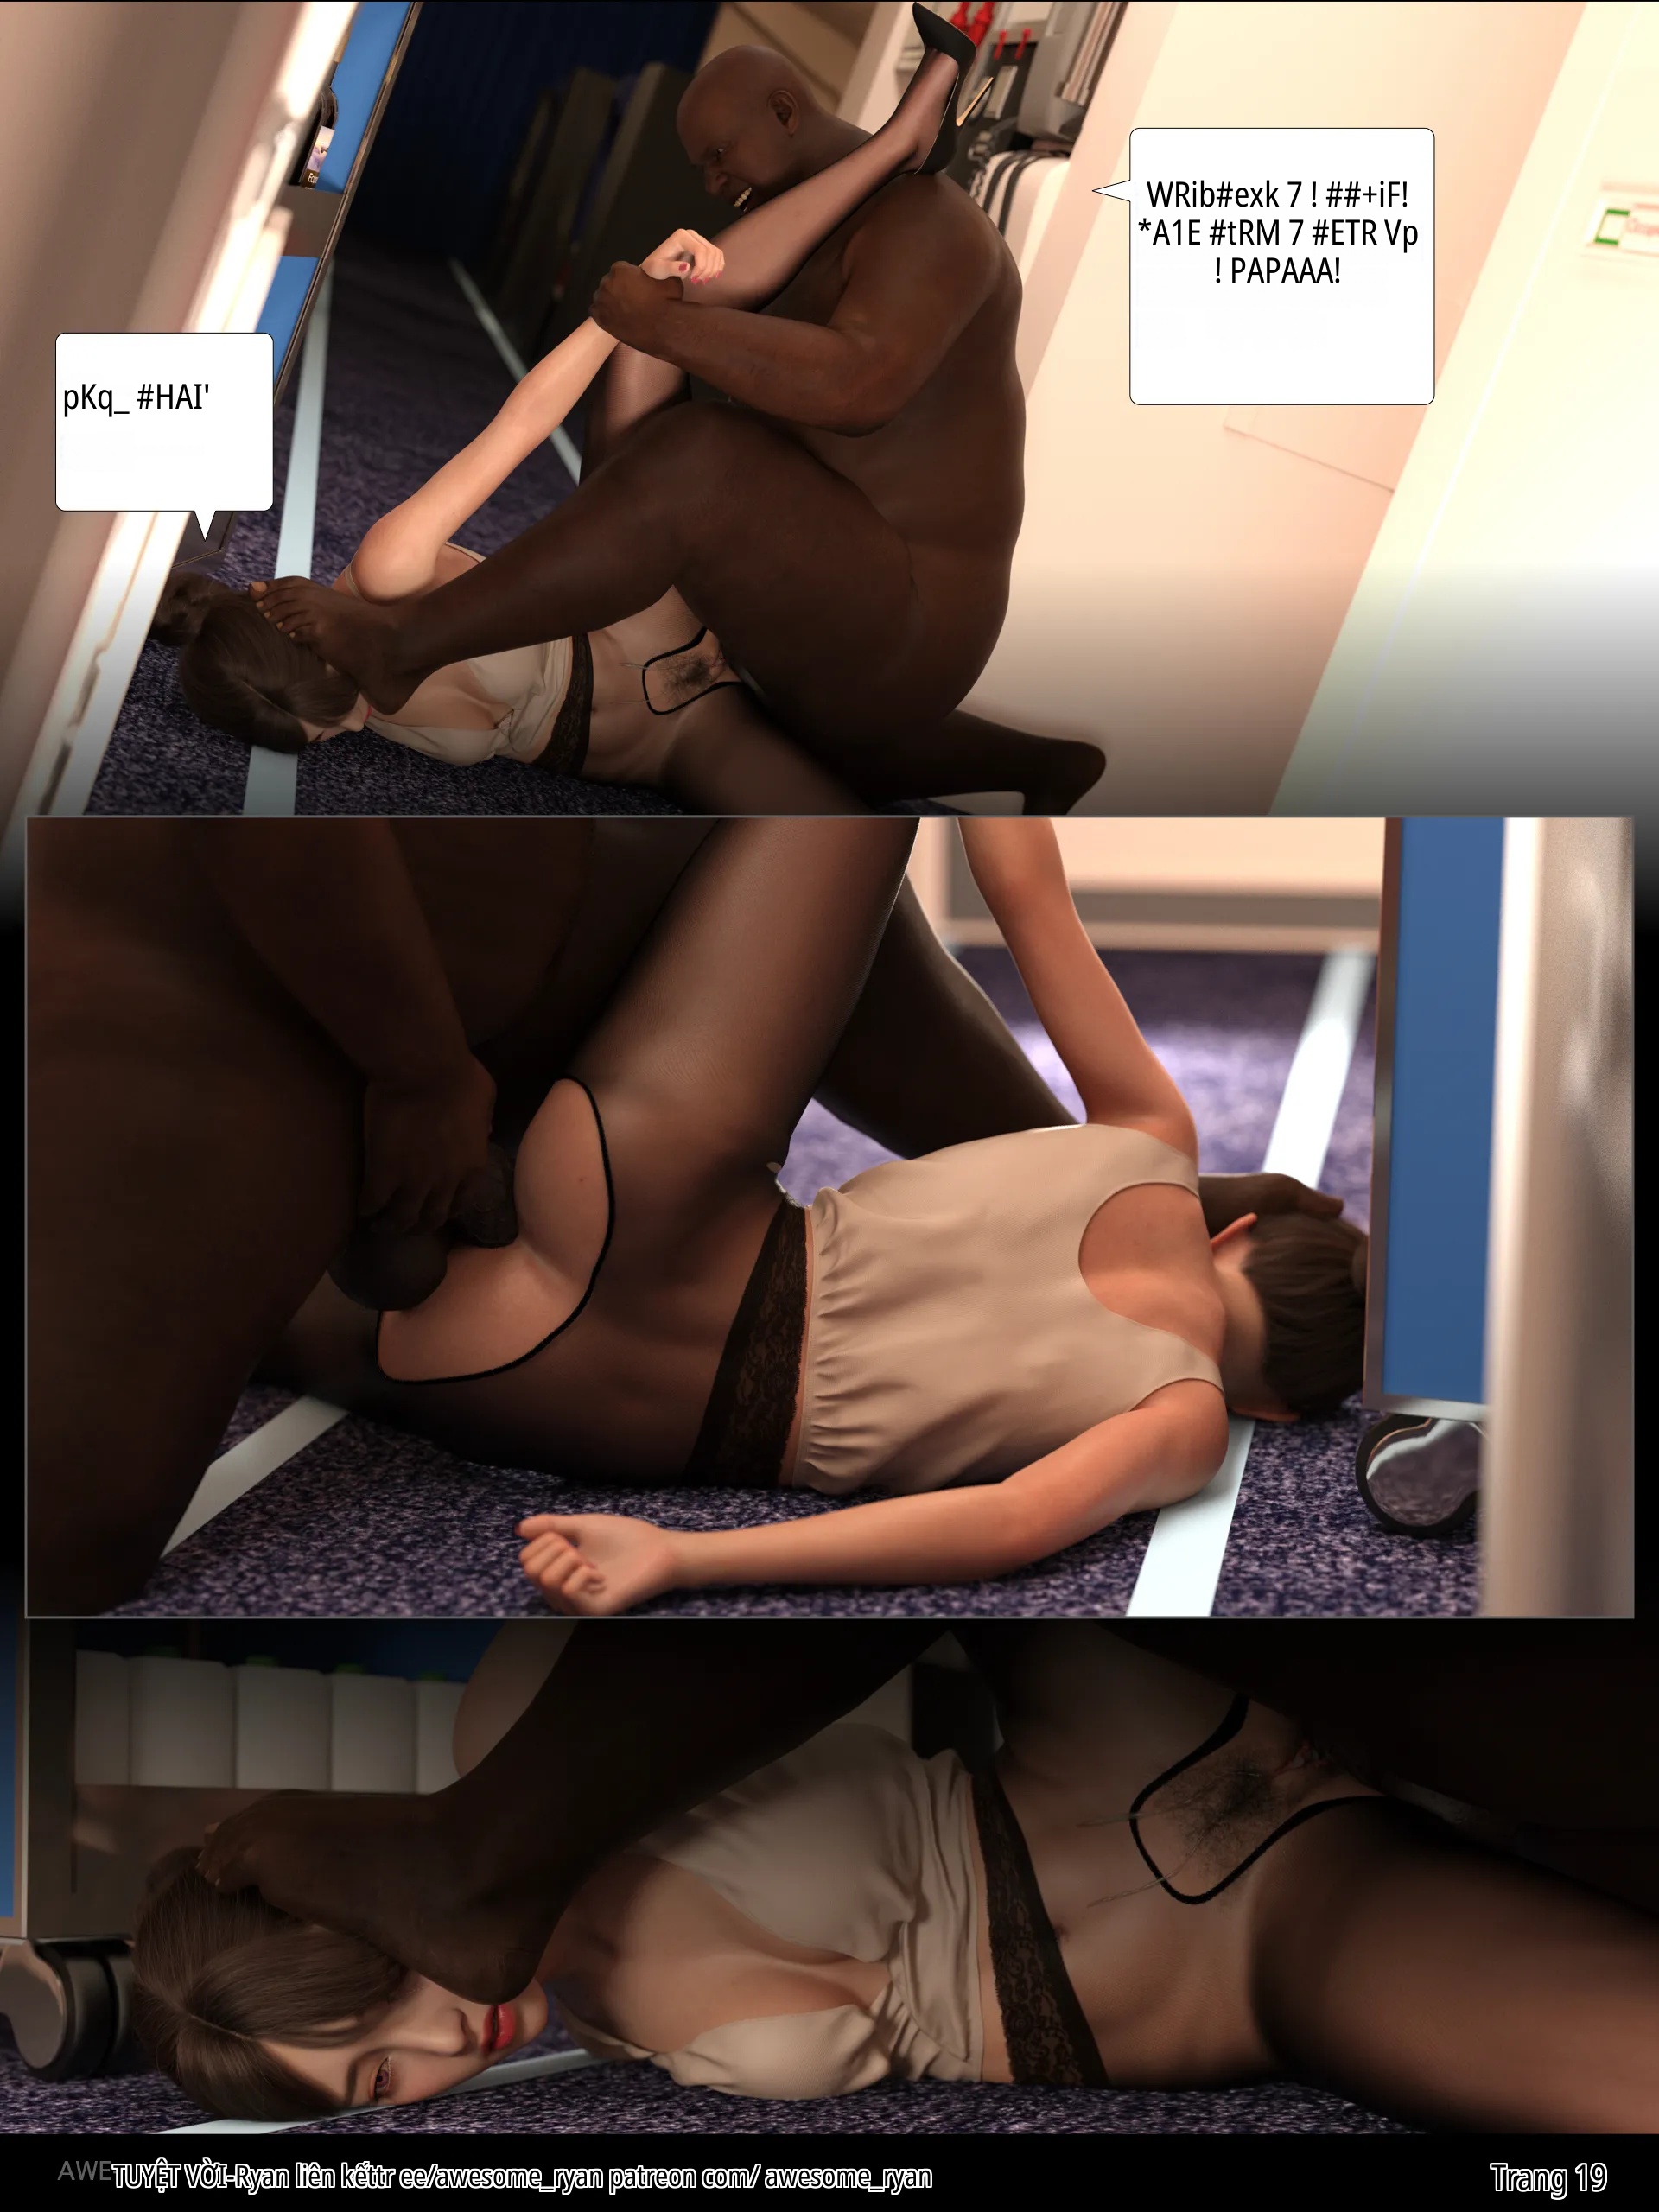 WRib#exk 7 ! ##+iF!
*A1E #tRM 7 #ETR Vp
! PAPAAA!
pKq_ #HAI'
AWETUYỆT VỜI-Ryan liên kếttr ee/awesome_ryan patreon com/ awesome_ryan
Trang 19